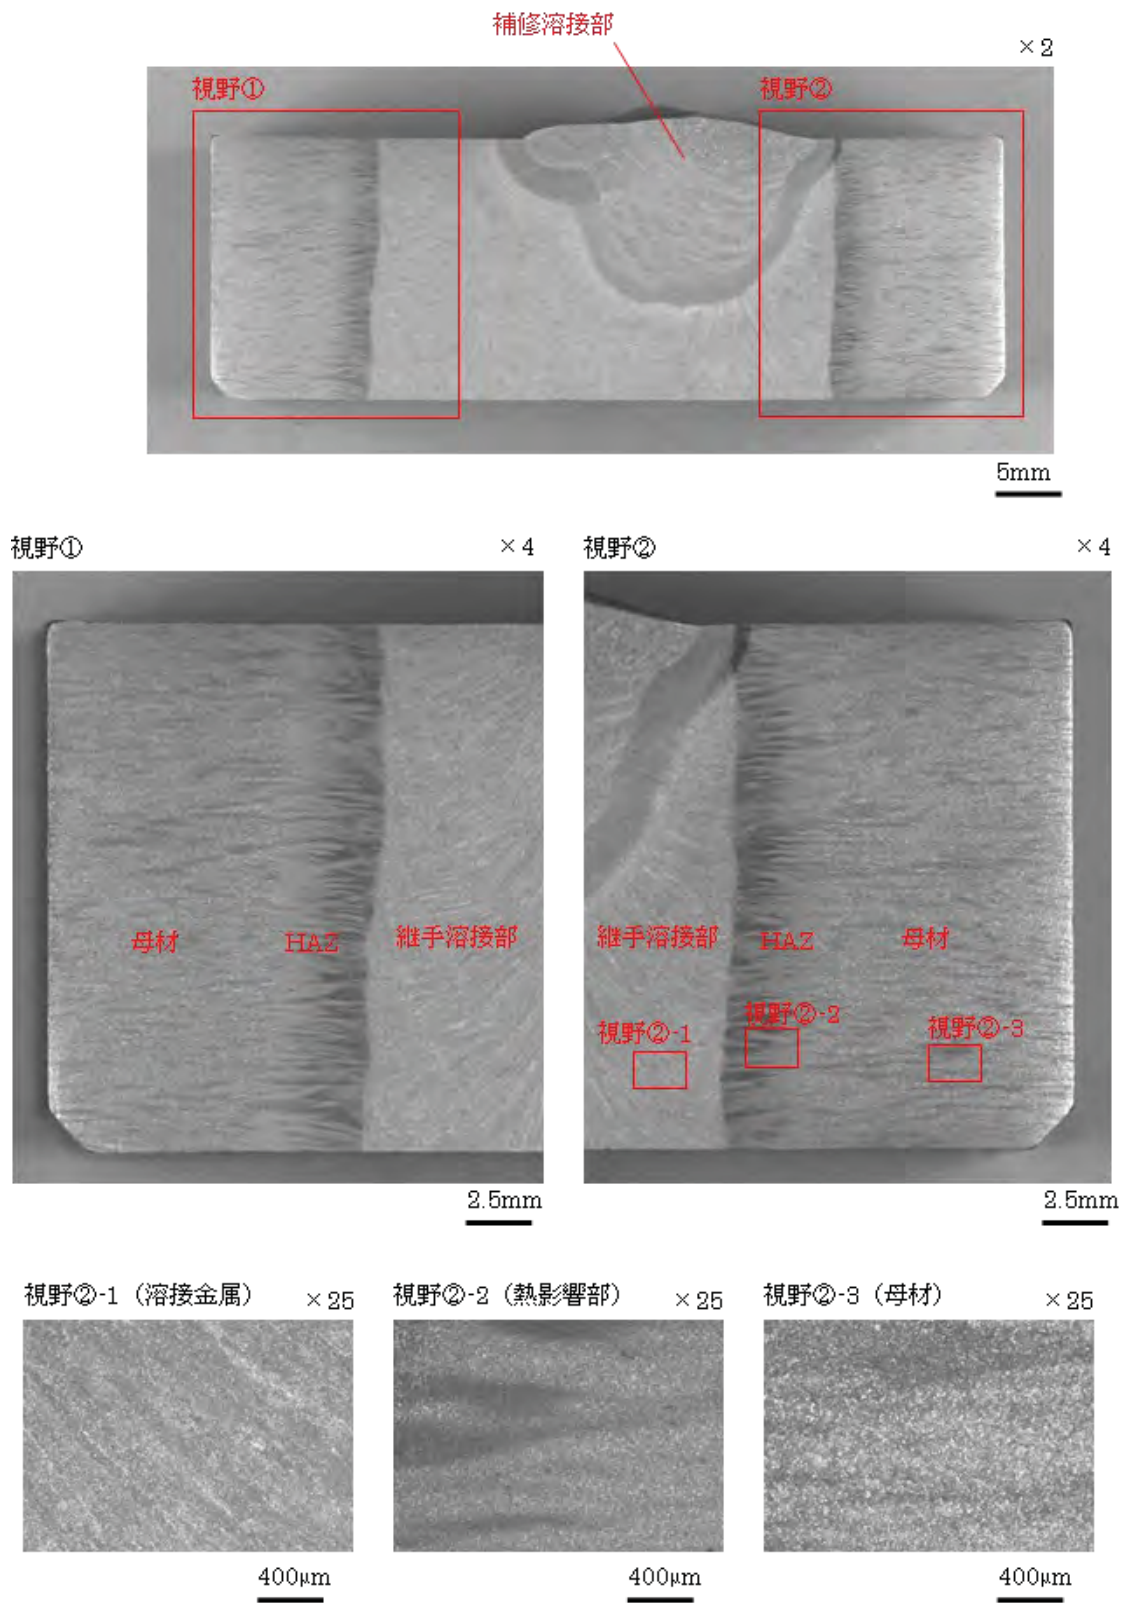 補修溶接部
×2
視野①
視野②
5mm
視野①
×4
視野②
×4
母材
HAZ
継手溶接部
継手溶接部
HAZ
母材
視野②-1
視野②-2
視野②-3
2.5mm
2.5mm
視野②-1（溶接金属）
×25
視野②-2（熱影響部）
×25
視野②-3（母材）
×25
400μm
400μm
400μm